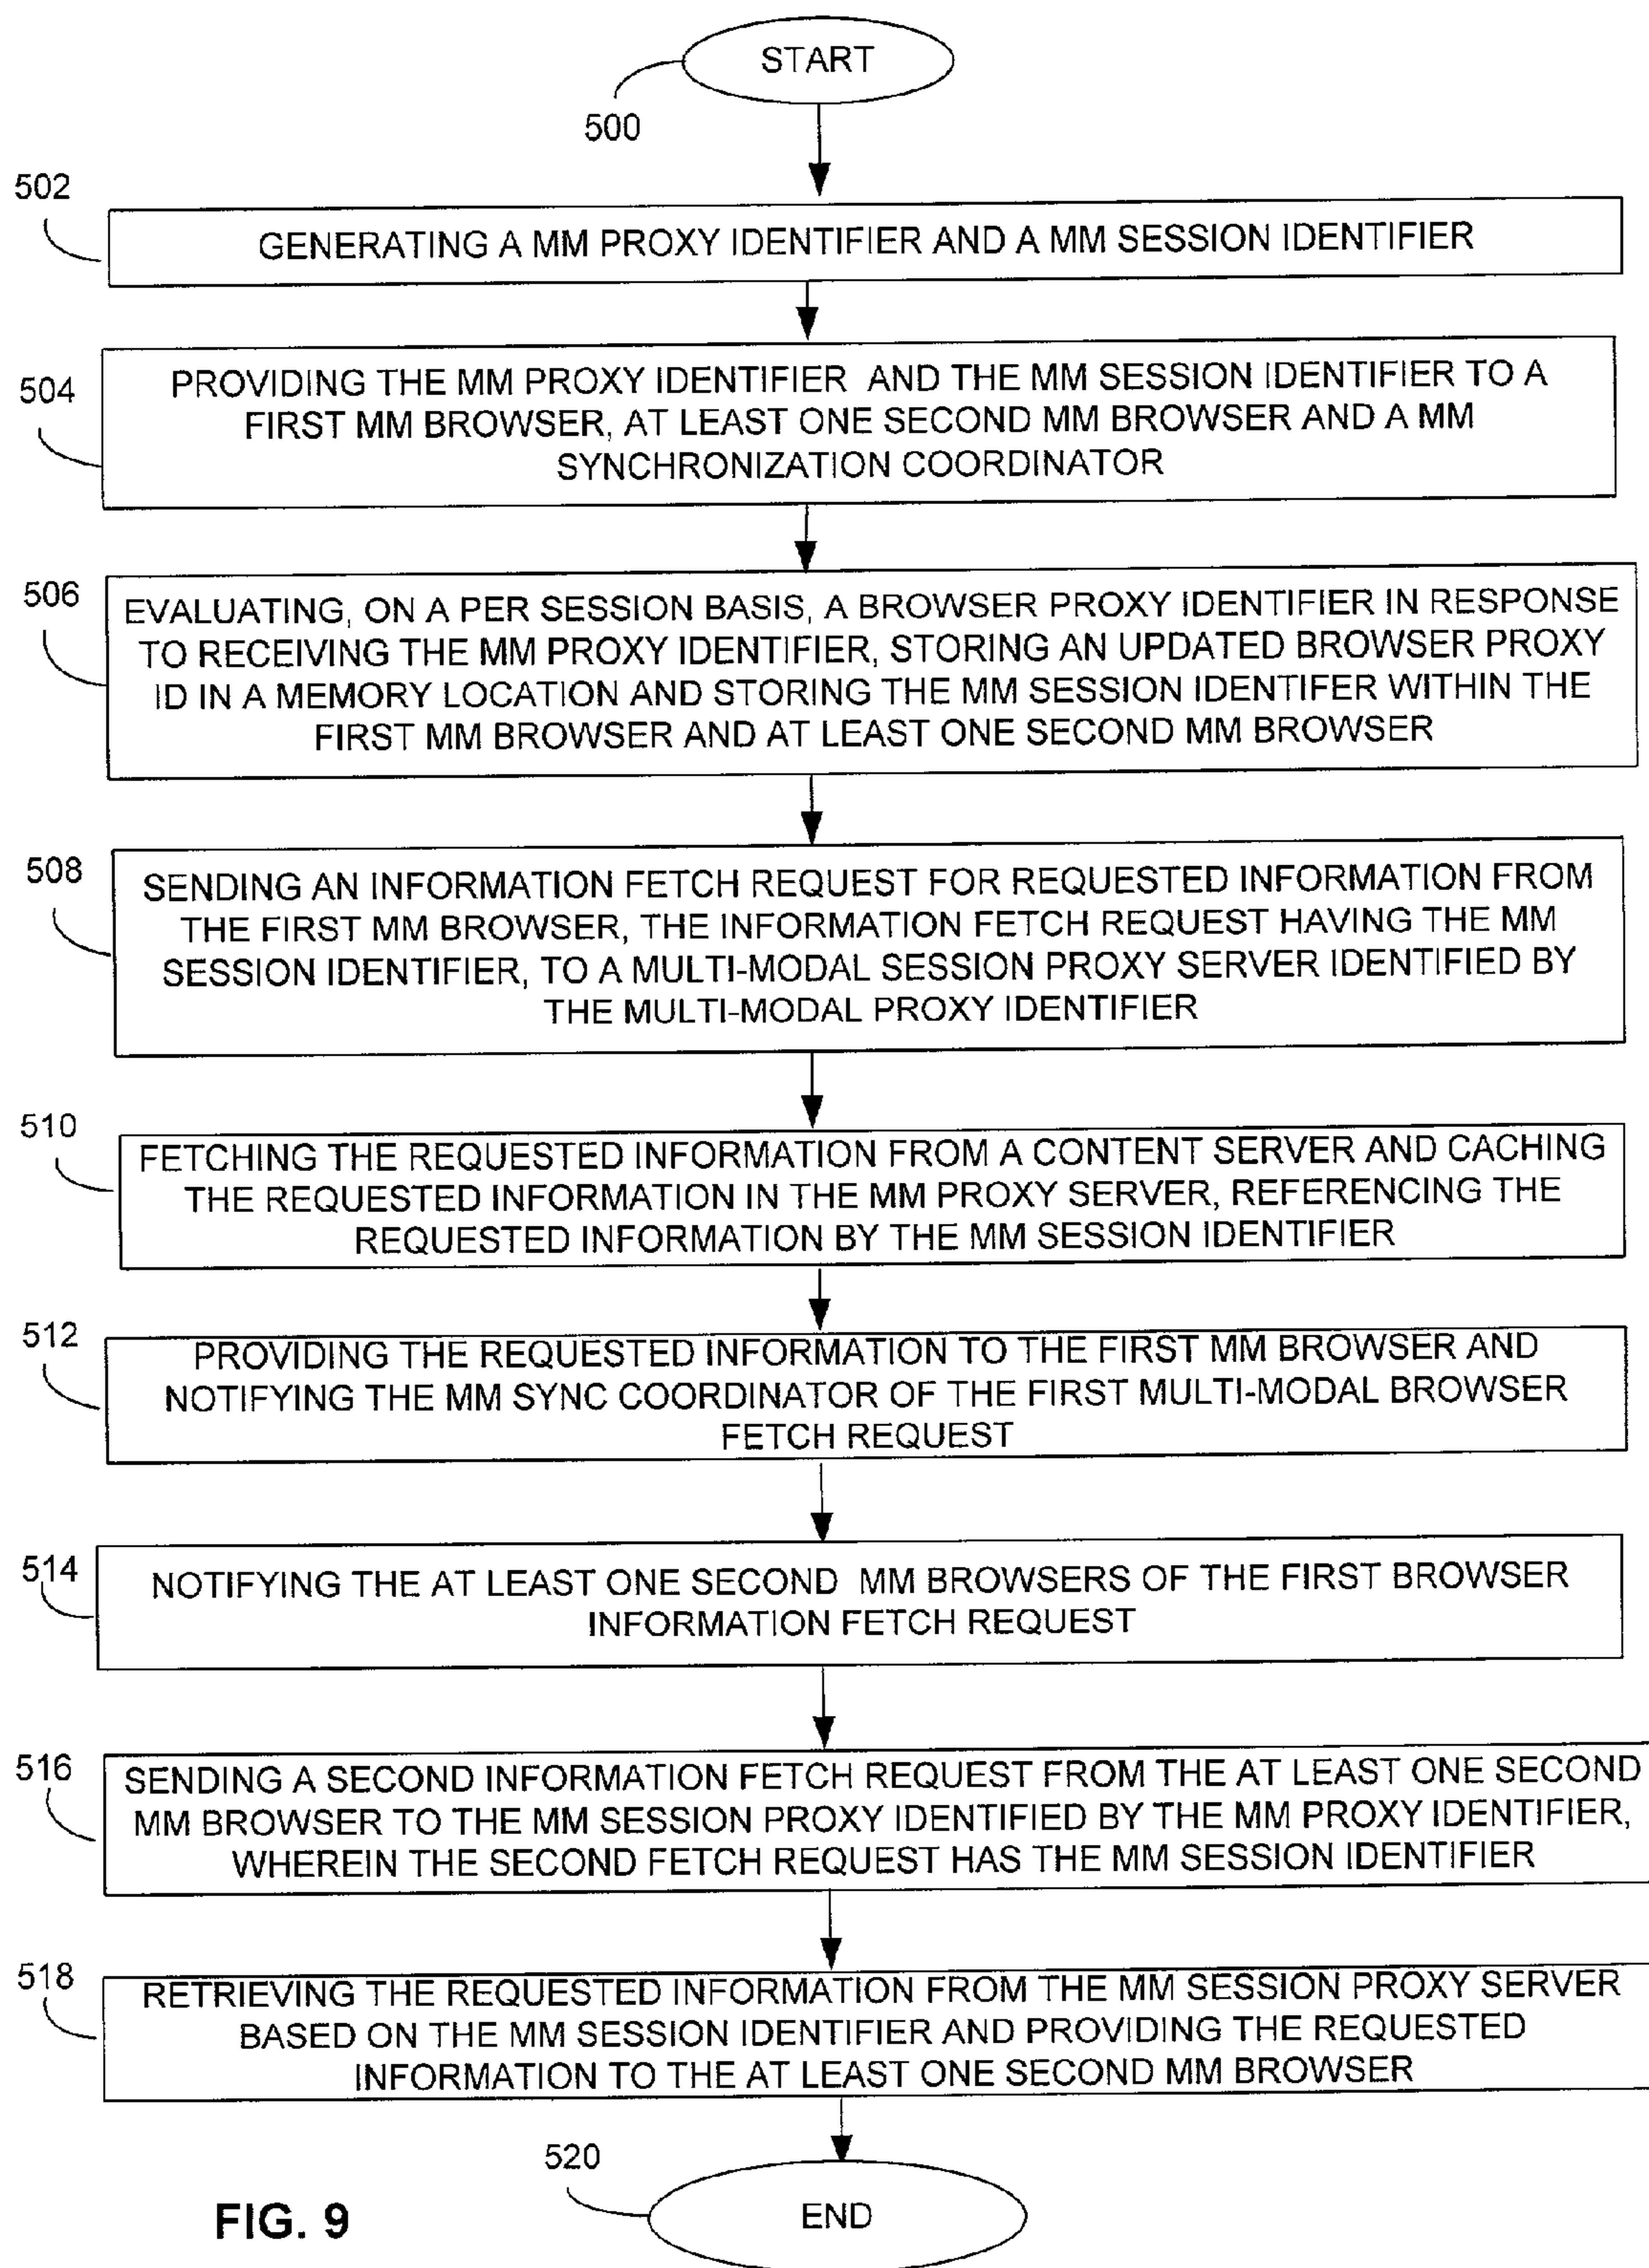 START
500
502
GENERATING A MM PROXY IDENTIFIER AND A MM SESSION IDENTIFIER
504
PROVIDING THE MM PROXY IDENTIFIER AND THE MM SESSION IDENTIFIER TO A
FIRST MM BROWSER, AT LEAST ONE SECOND MM BROWSER AND A MM
SYNCHRONIZATION COORDINATOR
506
EVALUATING, ON A PER SESSION BASIS, A BROWSER PROXY IDENTIFIER IN RESPONSE
TO RECEIVING THE MM PROXY IDENTIFIER, STORING AN UPDATED BROWSER PROXY
ID IN A MEMORY LOCATION AND STORING THE MM SESSION IDENTIFER WITHIN THE
FIRST MM BROWSER AND AT LEAST ONE SECOND MM BROWSER
508
SENDING AN INFORMATION FETCH REQUEST FOR REQUESTED INFORMATION FROM
THE FIRST MM BROWSER, THE INFORMATION FETCH REQUEST HAVING THE MM
SESSION IDENTIFIER, TO A MULTI-MODAL SESSION PROXY SERVER IDENTIFIED BY
THE MULTI-MODAL PROXY IDENTIFIER
510
FETCHING THE REQUESTED INFORMATION FROM A CONTENT SERVER AND CACHING
THE REQUESTED INFORMATION IN THE MM PROXY SERVER, REFERENCING THE
REQUESTED INFORMATION BY THE MM SESSION IDENTIFIER
512
PROVIDING THE REQUESTED INFORMATION TO THE FIRST MM BROWSER AND
NOTIFYING THE MM SYNC COORDINATOR OF THE FIRST MULTI-MODAL BROWSER
FETCH REQUEST
514
NOTIFYING THE AT LEAST ONE SECOND MM BROWSERS OF THE FIRST BROWSER
INFORMATION FETCH REQUEST
516
SENDING A SECOND INFORMATION FETCH REQUEST FROM THE AT LEAST ONE SECOND
MM BROWSER TO THE MM SESSION PROXY IDENTIFIED BY THE MM PROXY IDENTIFIER,
WHEREIN THE SECOND FETCH REQUEST HAS THE MM SESSION IDENTIFIER
518
RETRIEVING THE REQUESTED INFORMATION FROM THE MM SESSION PROXY SERVER
BASED ON THE MM SESSION IDENTIFIER AND PROVIDING THE REQUESTED
INFORMATION TO THE AT LEAST ONE SECOND MM BROWSER
520
END
FIG. 9